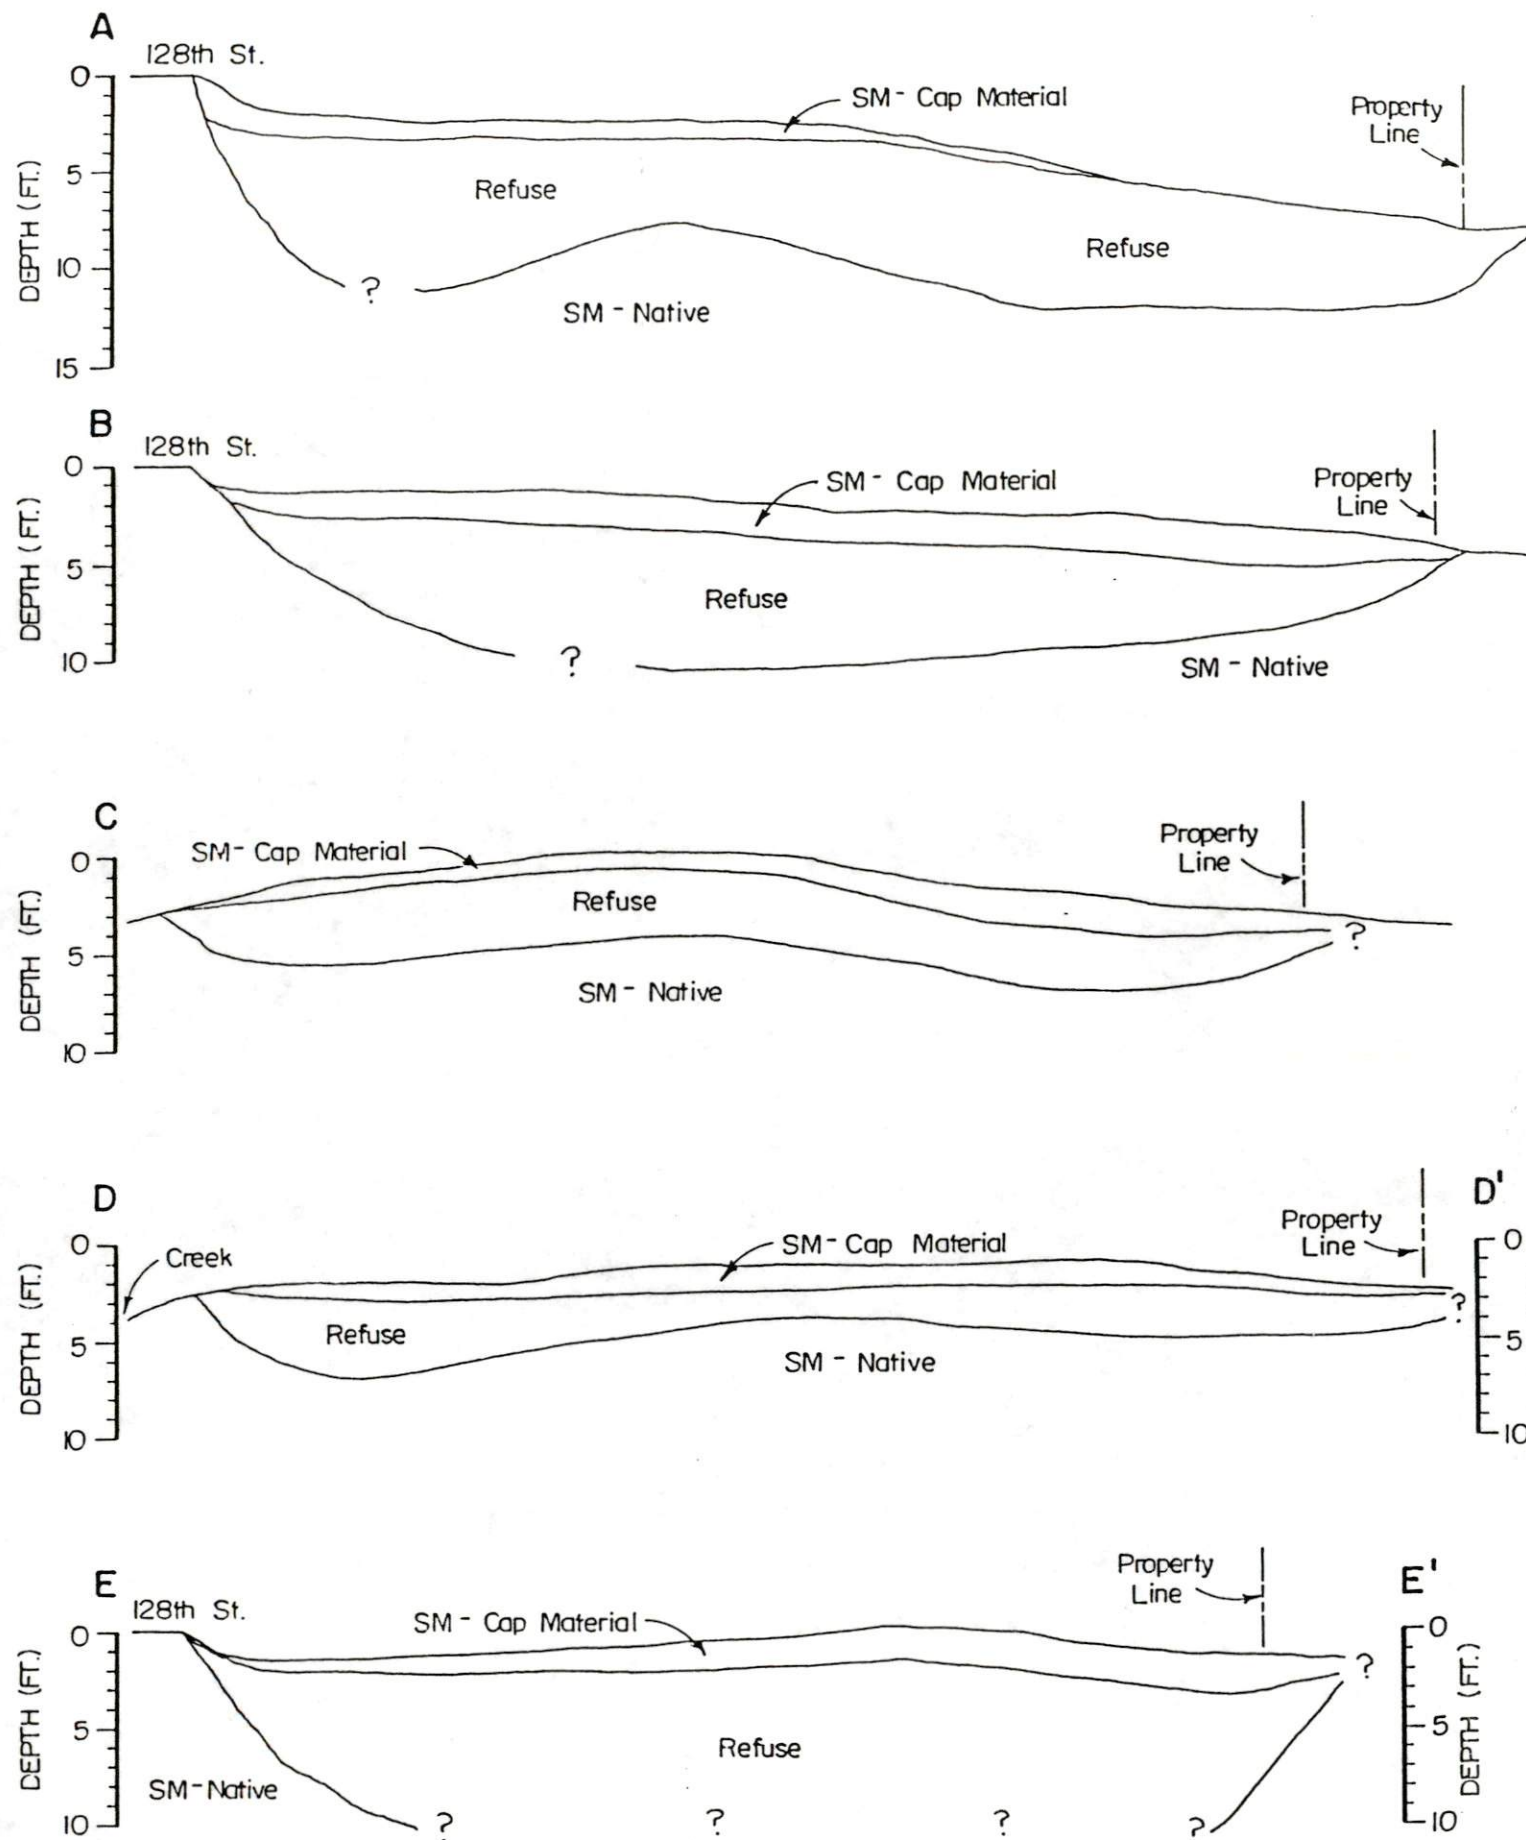 A
128th St.
0
5
10
15
DEPTH (FT.)
SM - Cap Material
Property
Line
Refuse
Refuse
?
SM - Native
B
128th St.
0
5
10
DEPTH (FT.)
SM - Cap Material
Property
Line
Refuse
?
SM - Native
C
0
5
10
DEPTH (FT.)
SM - Cap Material
Property
Line
Refuse
?
SM - Native
D
D'
Creek
0
5
10
DEPTH (FT.)
SM - Cap Material
Property
Line
Refuse
?
SM - Native
0
5
10
E
E'
128th St.
0
5
10
DEPTH (FT.)
SM - Cap Material
Property
Line
?
Refuse
SM - Native
?
?
?
?
0
5
10
DEPTH (FT.)